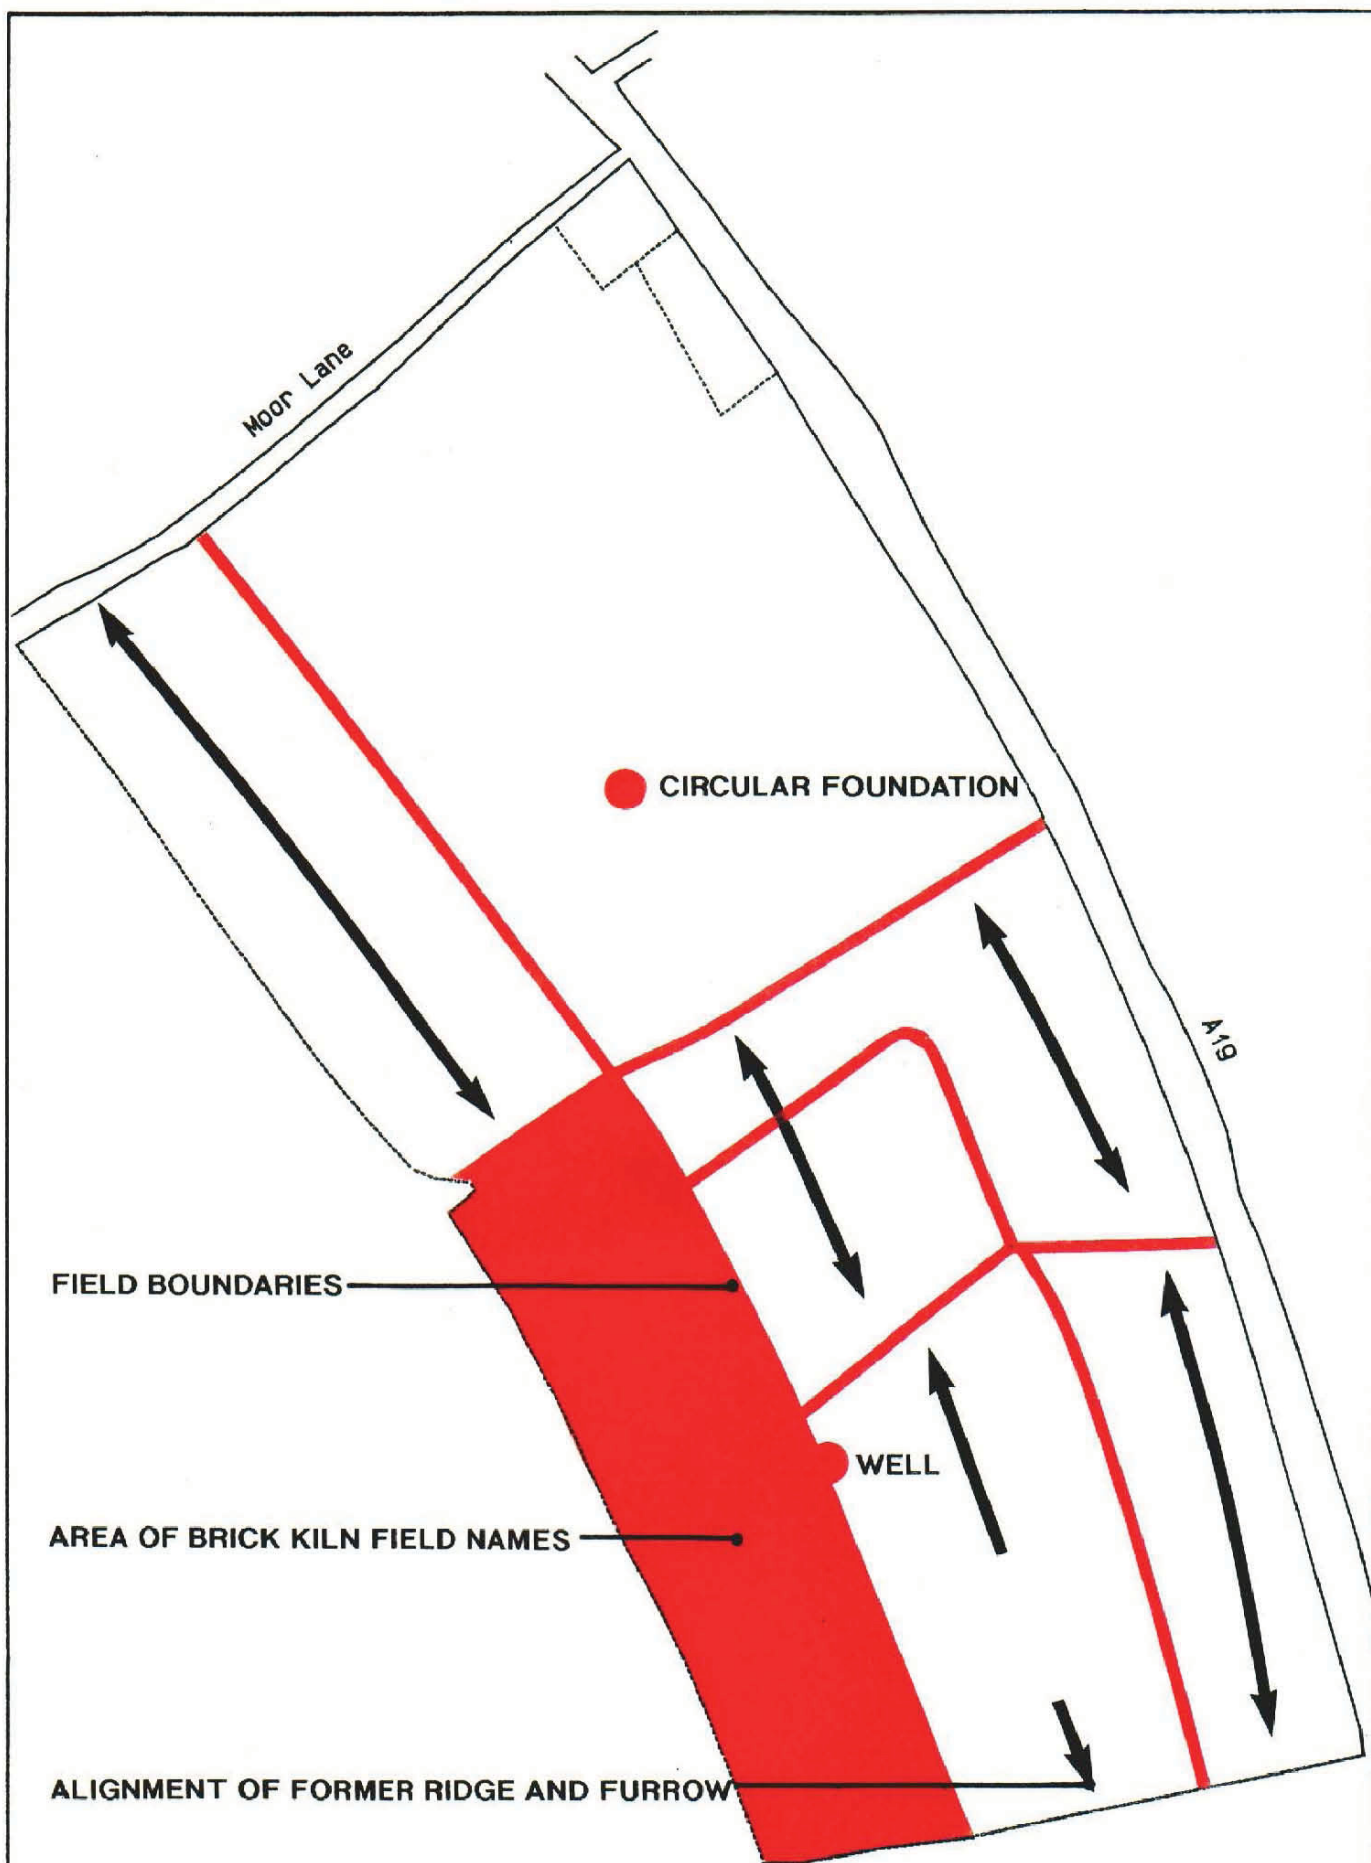 Moor Lane
CIRCULAR FOUNDATION
A19
FIELD BOUNDARIES
WELL
AREA OF BRICK KILN FIELD NAMES
ALIGNMENT OF FORMER RIDGE AND FURROW